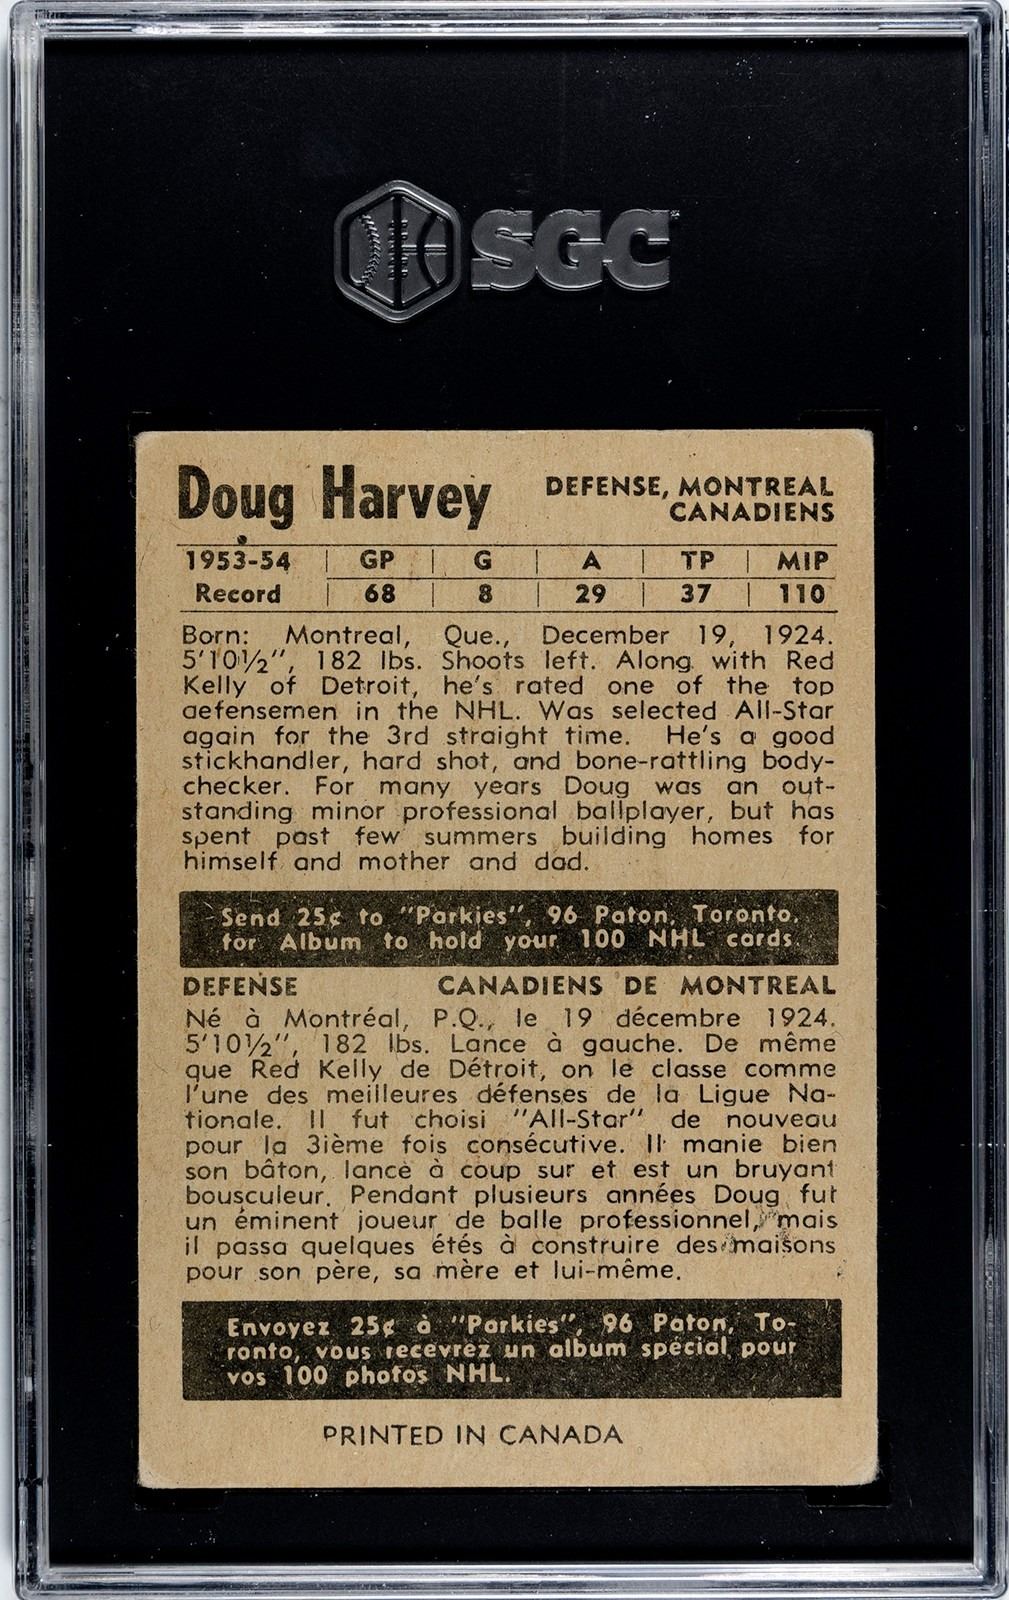 SGC
Doug Harvey DEFENSE, MONTREAL
CANADIENS
1953-54 | GP | G | A | TP | MIP
Record | 68 | 8 | 29 | 37 | 110
Born: Montreal, Que., December 19, 1924.
5'10½", 182 lbs. Shoots left. Along with Red
Kelly of Detroit, he's rated one of the top
aefensemen in the NHL. Was selected All-Star
again for the 3rd straight time. He's a good
stickhandler, hard shot, and bone-rattling body-
checker. For many years Doug was an out-
standing minor professional ballplayer, but has
spent past few summers building homes for
himself and mother and dad.
Send 25¢ to "Parkies", 96 Paton, Toronto,
for Album to hold your 100 NHL cards.
DEFENSE CANADIENS DE MONTREAL
Né à Montréal, P.Q., le 19 décembre 1924.
5'10½", 182 lbs. Lance à gauche. De même
que Red Kelly de Détroit, on le classe comme
l'une des meilleures défenses de la Ligue Na-
tionale. Il fut choisi "All-Star" de nouveau
pour la 3ième fois consécutive. Il manie bien
son bâton, lance à coup sur et est un bruyant
bousculeur. Pendant plusieurs années Doug fut
un éminent joueur de balle professionnel, mais
il passa quelques étés à construire des maisons
pour son père, sa mère et lui-même.
Envoyez 25¢ à "Parkies", 96 Paton, To-
ronto, vous recevrez un album spécial pour
vos 100 photos NHL.
PRINTED IN CANADA